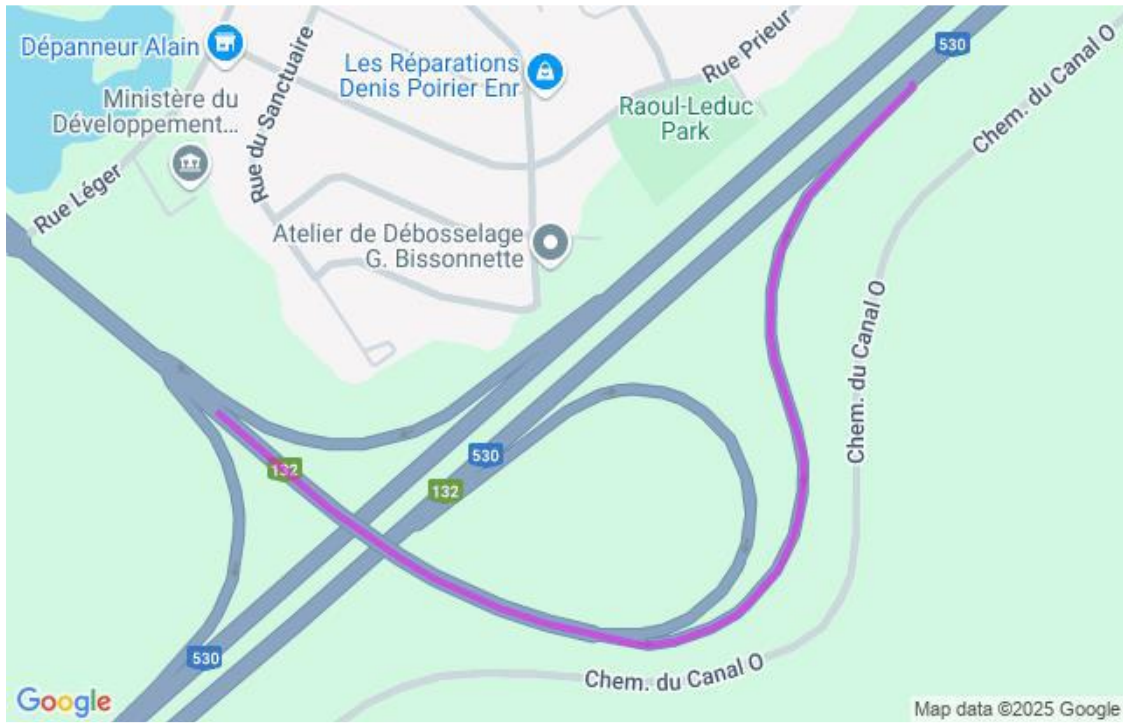 530
Dépanneur Alain
Les Réparations
Denis Poirier Enr
Rue Prieur
Rue du Sanctuaire
Ministère du
Développement...
Raoul-Leduc
Park
Chem. du Canal O
Rue Léger
Atelier de Débosselage
G. Bissonnette
Chem. du Canal O
132
530
132
530
Chem. du Canal O
Google
Map data ©2025 Google